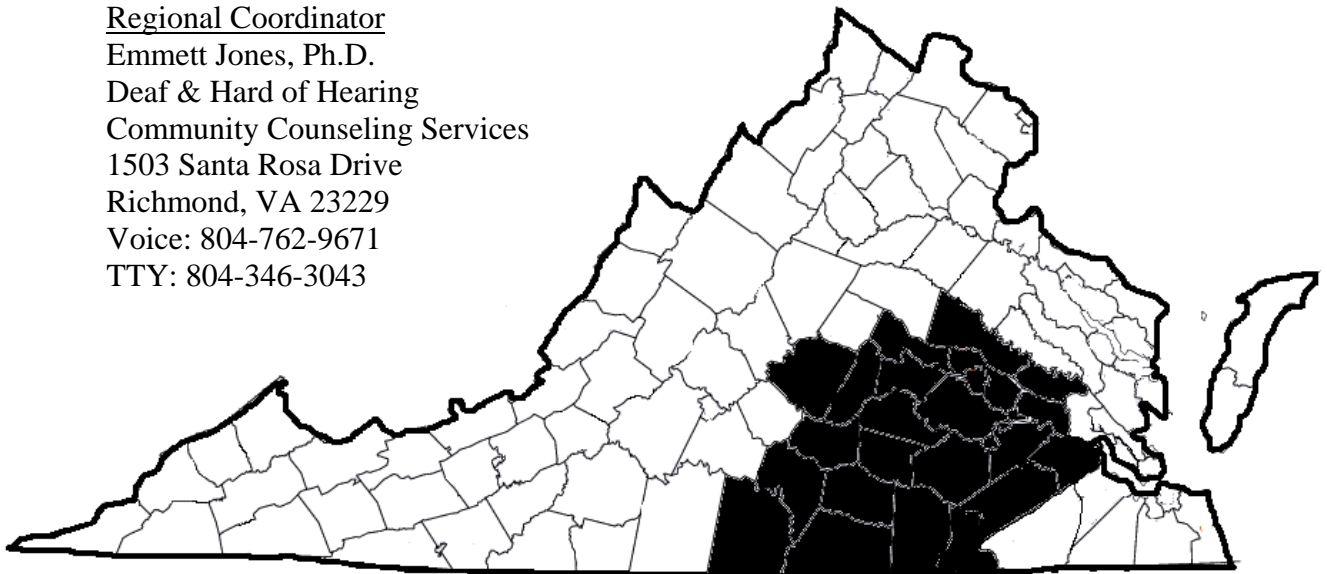 Regional Coordinator
Emmett Jones, Ph.D.
Deaf & Hard of Hearing
Community Counseling Services
1503 Santa Rosa Drive
Richmond, VA 23229
Voice: 804-762-9671
TTY: 804-346-3043